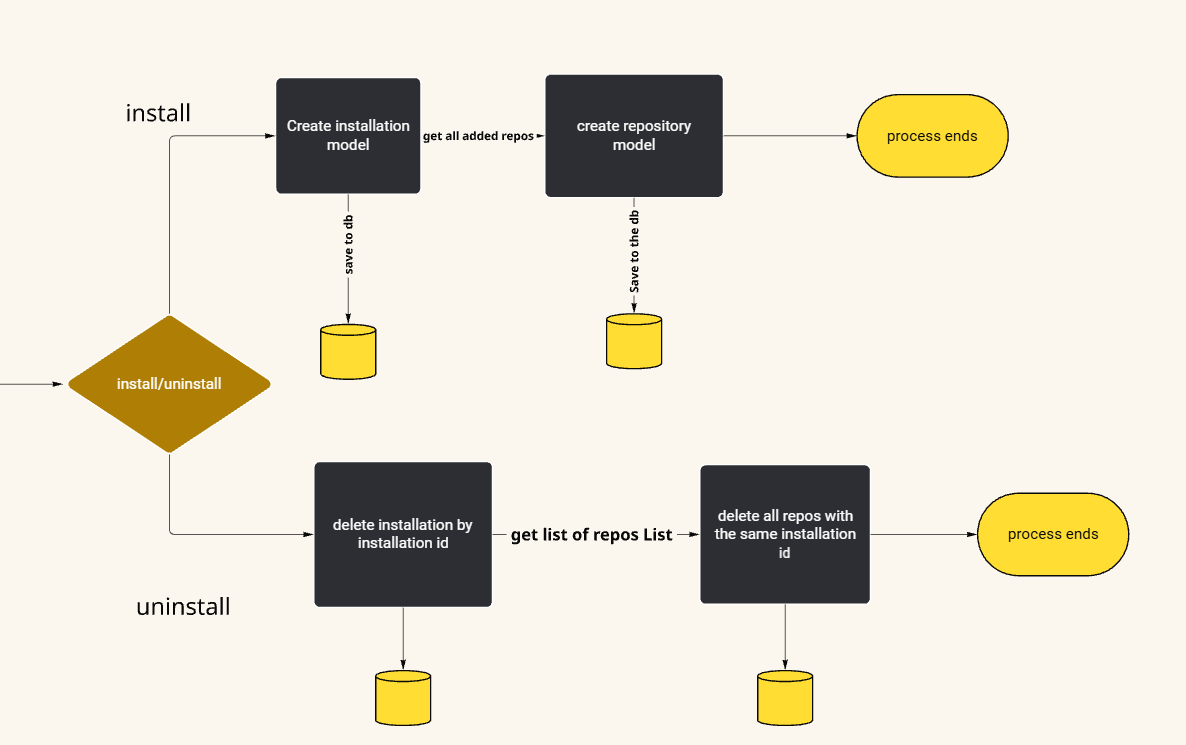 install
Create installation
model
get all added repos
create repository
model
process ends
save to db
Save to the db
install/uninstall
delete installation by
installation id
get list of repos List
delete all repos with
the same installation
id
process ends
uninstall